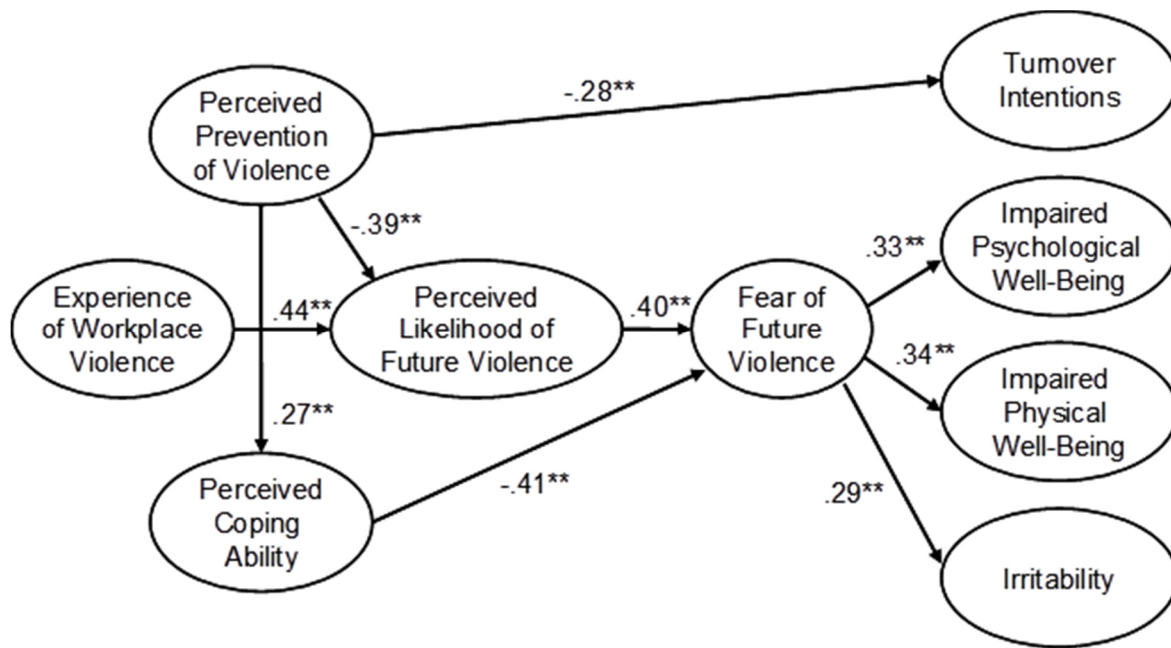 Turnover
Intentions
-.28**
Perceived
Prevention
of Violence
-.39**
Impaired
Psychological
Well-Being
.33**
Experience
of Workplace
Violence
.44**
Perceived
Likelihood of
Future Violence
.40**
Fear of
Future
Violence
.34**
Impaired
Physical
Well-Being
.27**
Perceived
Coping
Ability
-.41**
.29**
Irritability